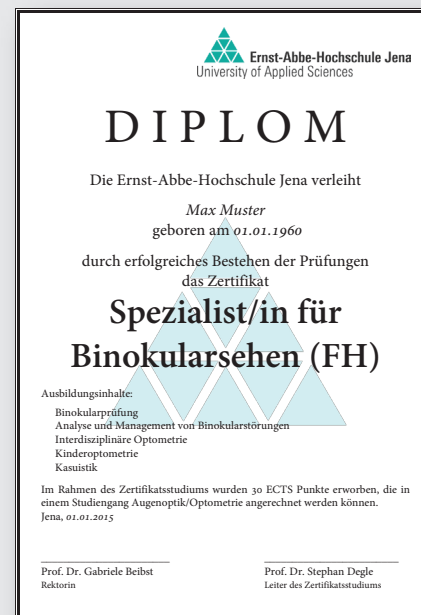 Ernst-Abbe-Hochschule Jena
University of Applied Sciences
DIPLOM
Die Ernst-Abbe-Hochschule Jena verleiht
Max Muster
geboren am 01.01.1960
durch erfolgreiches Bestehen der Prüfungen
das Zertifikat
Spezialist/in für
Binokularsehen (FH)
Ausbildungsinhalte:
Binokularprüfung
Analyse und Management von Binokularstörungen
Interdisziplinäre Optometrie
Kinderoptometrie
Kasuistik
Im Rahmen des Zertifikatsstudiums wurden 30 ECTS Punkte erworben, die in
einem Studiengang Augenoptik/Optometrie angerechnet werden können.
Jena, 01.01.2015
Prof. Dr. Gabriele Beibst
Rektorin
Prof. Dr. Stephan Degle
Leiter des Zertifikatsstudiums